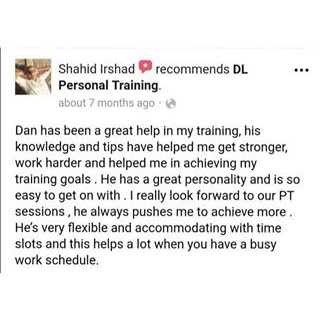 Shahid Irshad recommends DL
Personal Training.
about 7 months ago ·
Dan has been a great help in my training, his
knowledge and tips have helped me get stronger,
work harder and helped me in achieving my
training goals . He has a great personality and is so
easy to get on with . I really look forward to our PT
sessions , he always pushes me to achieve more .
He's very flexible and accommodating with time
slots and this helps a lot when you have a busy
work schedule.